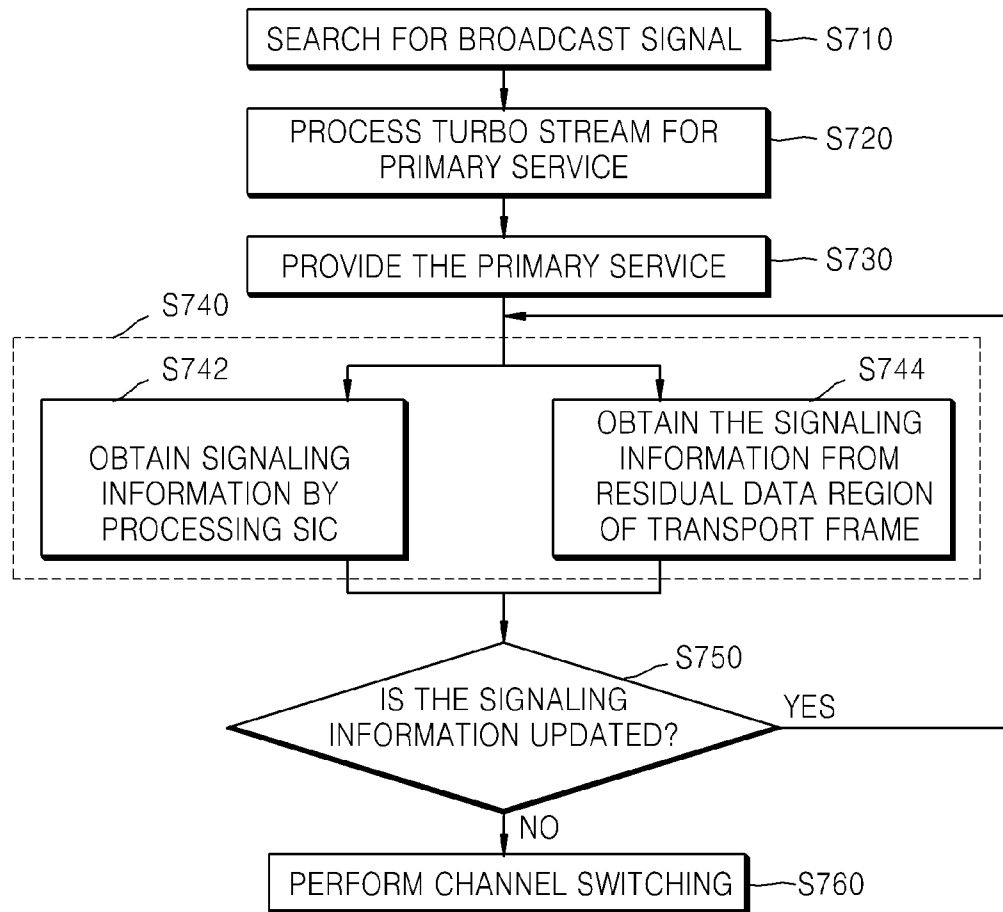 SEARCH FOR BROADCAST SIGNAL
S710
PROCESS TURBO STREAM FOR
PRIMARY SERVICE
S720
PROVIDE THE PRIMARY SERVICE
S730
S740
S742
OBTAIN SIGNALING
INFORMATION BY
PROCESSING SIC
S744
OBTAIN THE SIGNALING
INFORMATION FROM
RESIDUAL DATA REGION
OF TRANSPORT FRAME
S750
IS THE SIGNALING
INFORMATION UPDATED?
YES
NO
PERFORM CHANNEL SWITCHING
S760